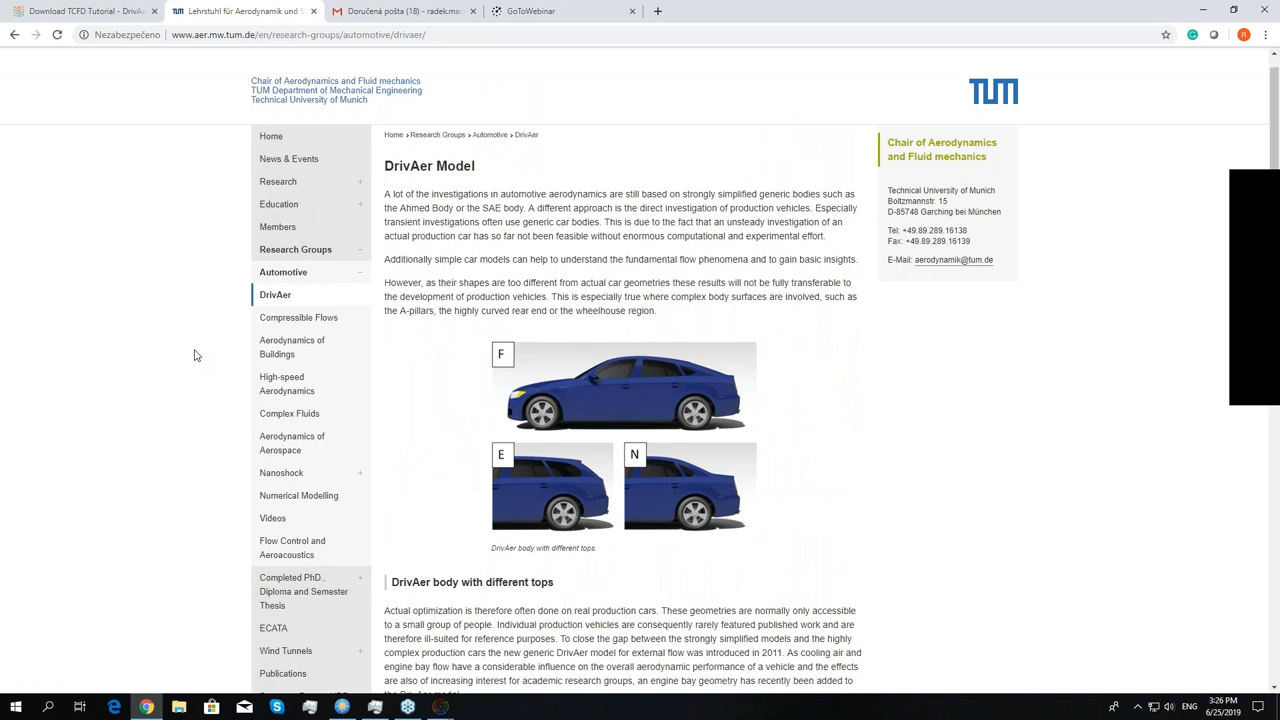 Download TCFD Tutorial - DrivAe
Lehrstuhl für Aerodynamik und S
Doručená pošta (18) - radek.mac
GoToWebinar
Nezabezpečeno
www.aer.mw.tum.de/en/research-groups/automotive/drivaer/
R
Chair of Aerodynamics and Fluid mechanics
TUM Department of Mechanical Engineering
Technical University of Munich
TUM
Home
News & Events
Research
Education
Members
Research Groups
Automotive
DrivAer
Compressible Flows
Aerodynamics of
Buildings
High-speed
Aerodynamics
Complex Fluids
Aerodynamics of
Aerospace
Nanoshock
Numerical Modelling
Videos
Flow Control and
Aeroacoustics
Completed PhD.,
Diploma and Semester
Thesis
ECATA
Wind Tunnels
Publications
Home › Research Groups › Automotive › DrivAer
DrivAer Model
A lot of the investigations in automotive aerodynamics are still based on strongly simplified generic bodies such as
the Ahmed Body or the SAE body. A different approach is the direct investigation of production vehicles. Especially
transient investigations often use generic car bodies. This is due to the fact that an unsteady investigation of an
actual production car has so far not been feasible without enormous computational and experimental effort.
Additionally simple car models can help to understand the fundamental flow phenomena and to gain basic insights.
However, as their shapes are too different from actual car geometries these results will not be fully transferable to
the development of production vehicles. This is especially true where complex body surfaces are involved, such as
the A-pillars, the highly curved rear end or the wheelhouse region.
F
E
N
DrivAer body with different tops.
DrivAer body with different tops
Actual optimization is therefore often done on real production cars. These geometries are normally only accessible
to a small group of people. Individual production vehicles are consequently rarely featured published work and are
therefore ill-suited for reference purposes. To close the gap between the strongly simplified models and the highly
complex production cars the new generic DrivAer model for external flow was introduced in 2011. As cooling air and
engine bay flow have a considerable influence on the overall aerodynamic performance of a vehicle and the effects
are also of increasing interest for academic research groups, an engine bay geometry has recently been added to
the DrivAer model.
Chair of Aerodynamics
and Fluid mechanics
Technical University of Munich
Boltzmannstr. 15
D-85748 Garching bei München
Tel: +49.89.289.16138
Fax: +49.89.289.16139
E-Mail: aerodynamik@tum.de
ENG
3:26 PM
6/25/2019